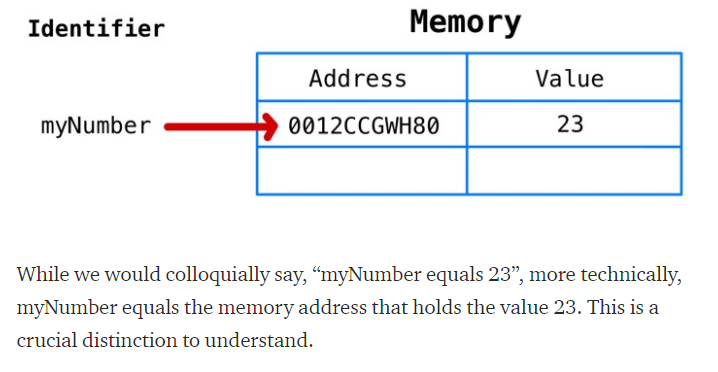 Identifier
Memory
Address
Value
myNumber
0012CCGWH80
23
While we would colloquially say, “myNumber equals 23”, more technically,
myNumber equals the memory address that holds the value 23. This is a
crucial distinction to understand.